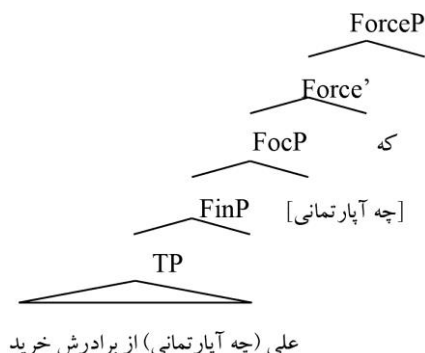 ForceP
Force’
FocP
که
FinP
[چه آپارتمانی]
TP
علی (چه آپارتمانی) از برادرش خرید